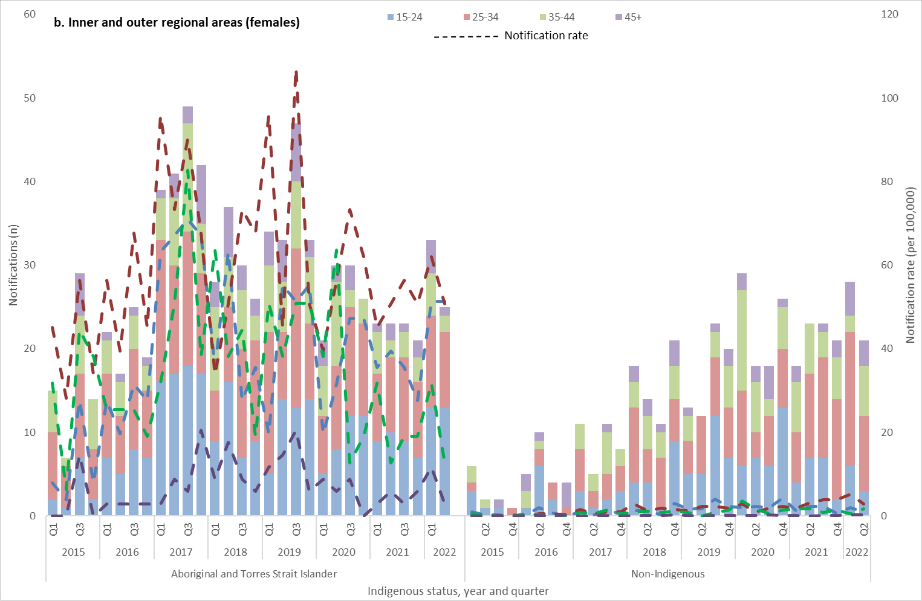 b. Inner and outer regional areas (females)
15-24 25-34 35-44 45+
Notification rate
60 120
50 100
40 80
30 60
20 40
10 20
0 0
Notifications (n)
Notification rate (per 100,000)
Q1 Q3 Q1 Q3 Q1 Q3 Q1 Q3 Q1 Q3 Q1 Q3 Q1 Q3 Q1 Q2 Q4 Q2 Q4 Q2 Q4 Q2 Q4 Q2 Q4 Q2 Q4 Q2 Q4 Q2
2015 2016 2017 2018 2019 2020 2021 2022 2015 2016 2017 2018 2019 2020 2021 2022
Aboriginal and Torres Strait Islander Non-Indigenous
Indigenous status, year and quarter